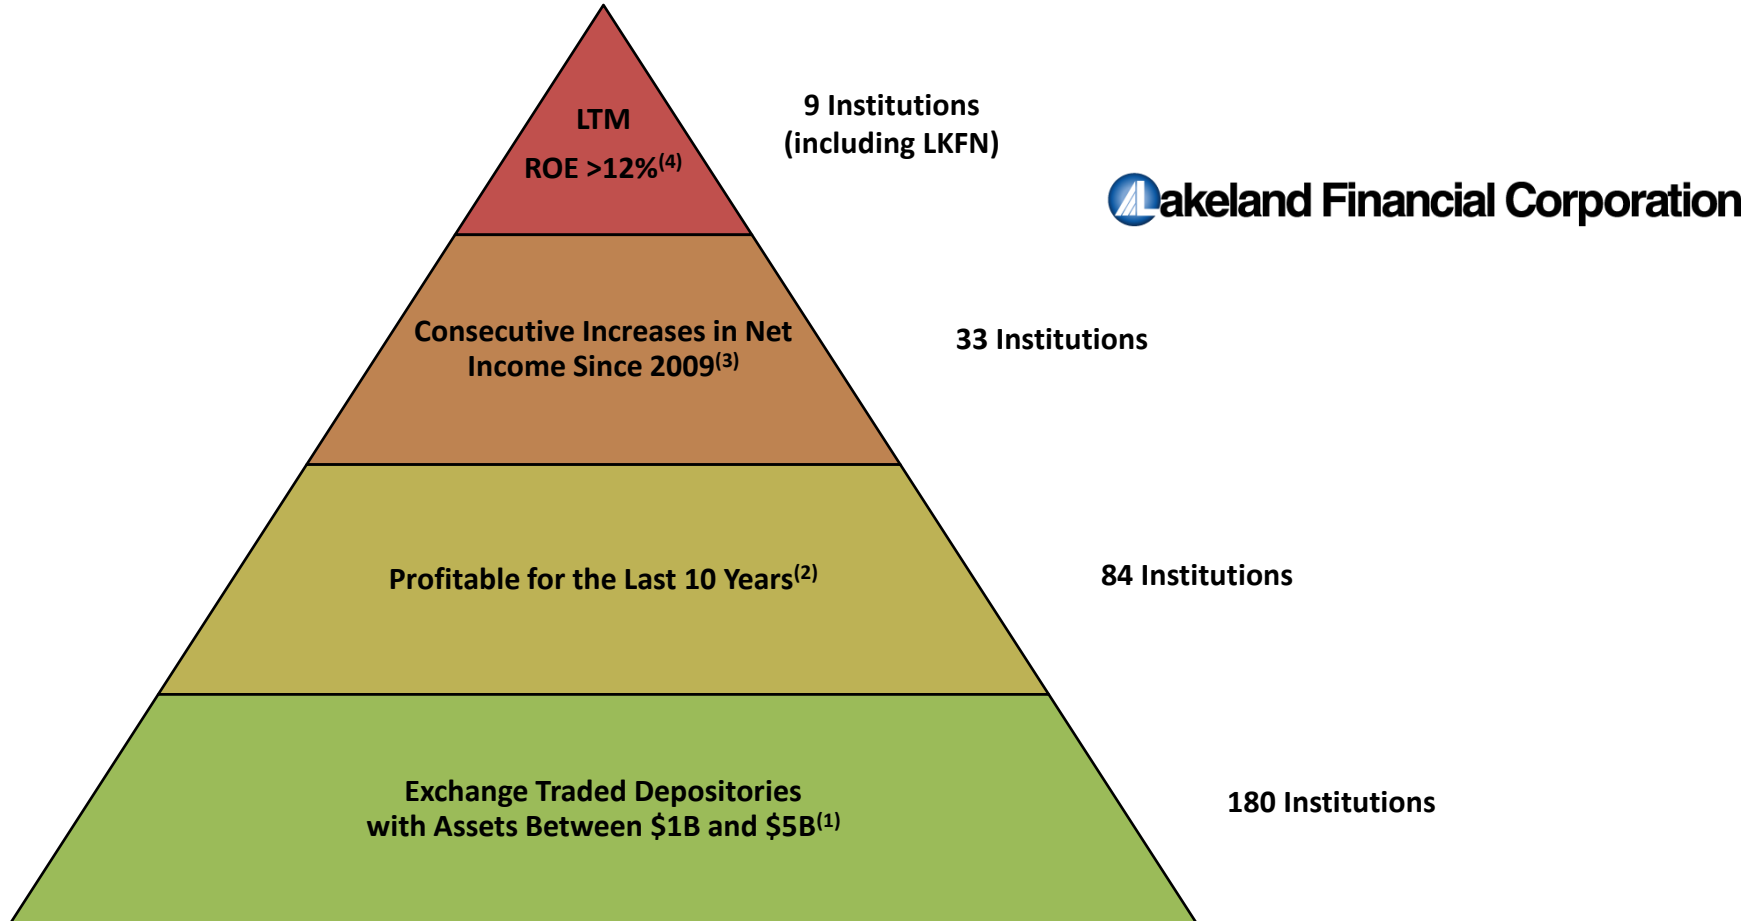 LTM
ROE >12%(4)
9 Institutions
(including LKFN)
Lakeland Financial Corporation
Consecutive Increases in Net
Income Since 2009(3)
33 Institutions
Profitable for the Last 10 Years(2)
84 Institutions
Exchange Traded Depositories
with Assets Between $1B and $5B(1)
180 Institutions